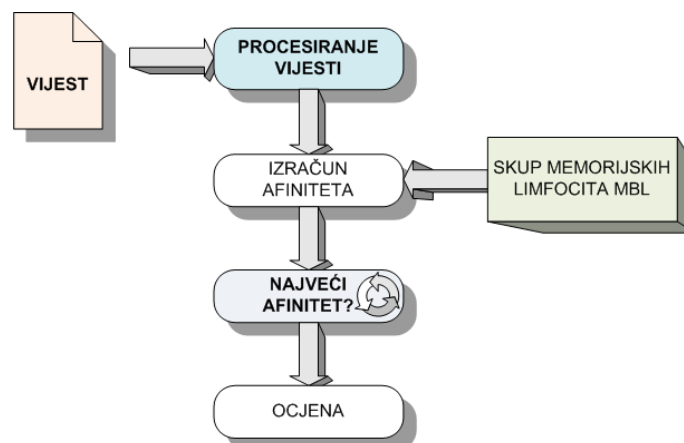 VIJEST
PROCESIRANJE
VIJESTI
IZRAČUN
AFINITETA
SKUP MEMORIJSKIH
LIMFOCITA MBL
NAJVEĆI
AFINITET?
OCJENA